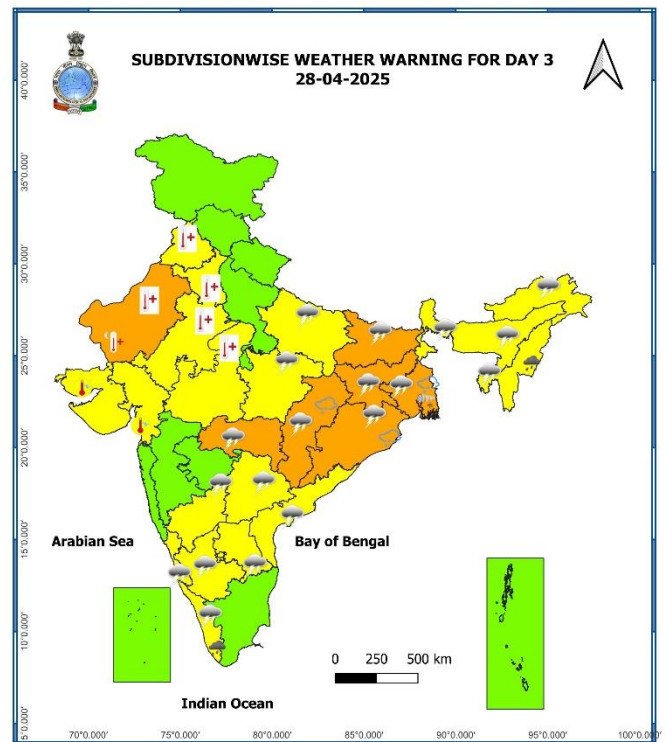 SUBDIVISIONWISE WEATHER WARNING FOR DAY 3
28-04-2025
40°0.000'
35°0.000'
30°0.000'
25°0.000'
20°0.000'
15°0.000'
10°0.000'
5°0.000'
Arabian Sea
Bay of Bengal
0 250 500 km
Indian Ocean
70°0.000' 75°0.000' 80°0.000' 85°0.000' 90°0.000' 95°0.000' 100°0.000'